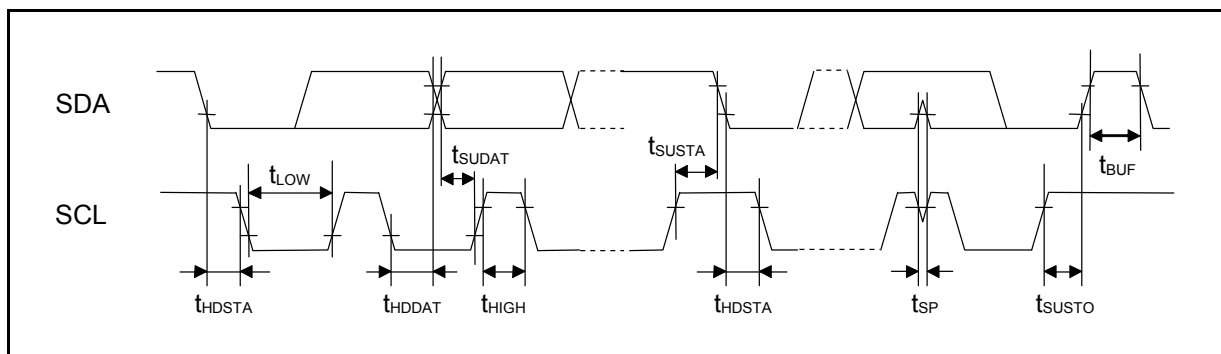 SDA
tSUDAT
tSUSTA
tBUF
tLOW
SCL
tHDSTA
tHDDAT
tHIGH
tHDSTA
tSP
tSUSTO